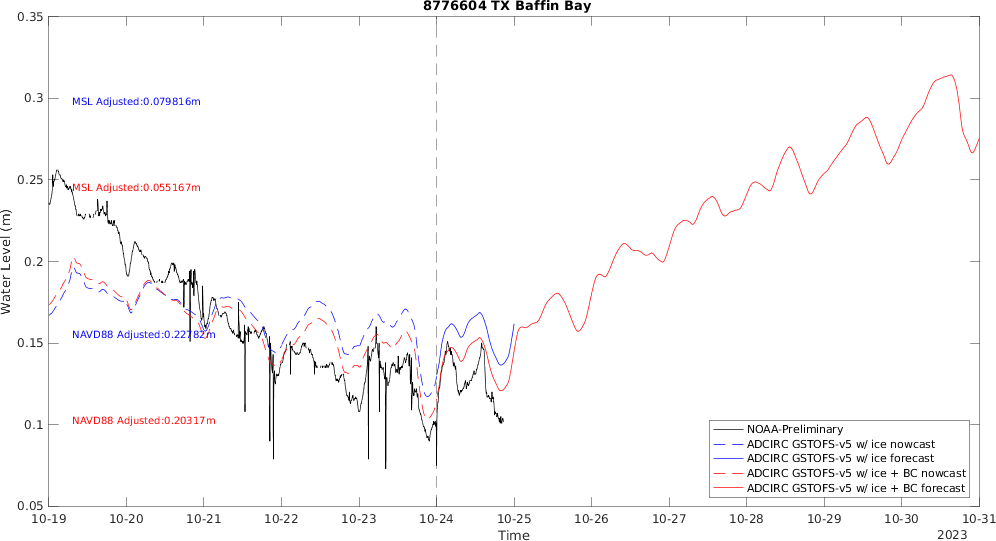 8776604 TX Baffin Bay
0.35
0.3
0.25
0.2
0.15
0.1
0.05
Water Level (m)
MSL Adjusted:0.079816m
MSL Adjusted:0.055167m
NAVD88 Adjusted:0.22782m
NAVD88 Adjusted:0.20317m
NOAA-Preliminary
ADCIRC GSTOFS-v5 w/ ice nowcast
ADCIRC GSTOFS-v5 w/ ice forecast
ADCIRC GSTOFS-v5 w/ ice + BC nowcast
ADCIRC GSTOFS-v5 w/ ice + BC forecast
10-19 10-20 10-21 10-22 10-23 10-24 10-25 10-26 10-27 10-28 10-29 10-30 10-31
Time
2023